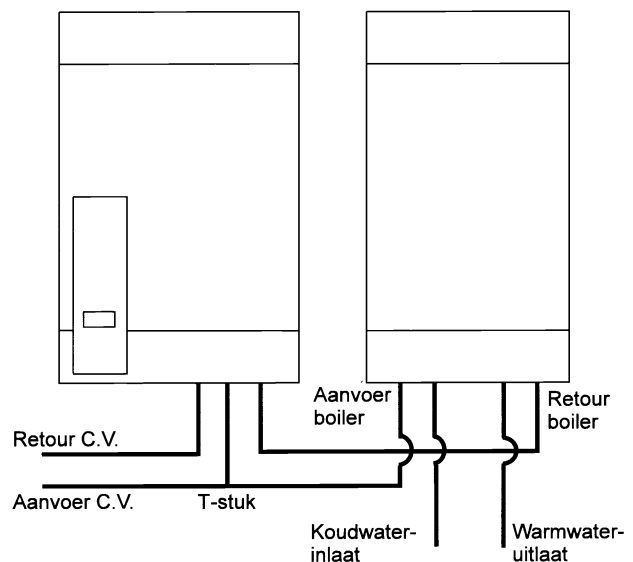 Aanvoer
boiler
Retour
boiler
Retour C.V.
Aanvoer C.V.
T-stuk
Koudwater-
inlaat
Warmwater-
uitlaat